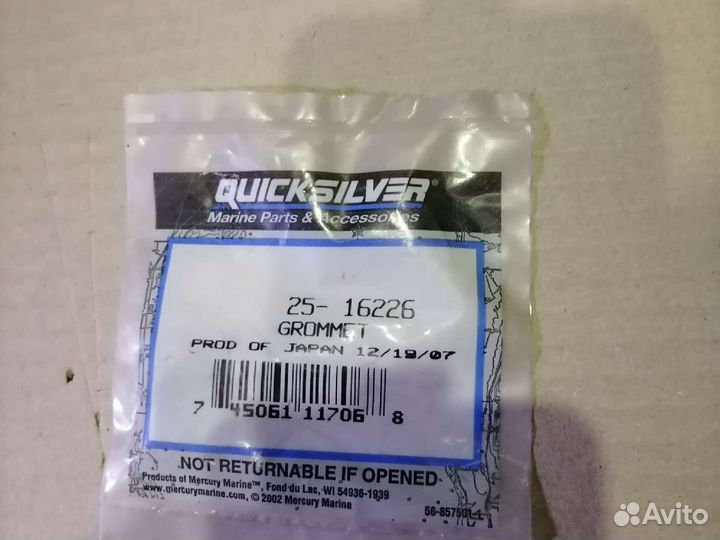 QUICKSILVER®
Marine Parts & Accessories
25- 16226
GROMMET
PROD OF JAPAN 12/19/07
7 45061 11706 8
NOT RETURNABLE IF OPENED
Products of Mercury Marine™, Fond du Lac, WI 54936-1939
www.mercurymarine.com, © 2002 Mercury Marine
Avito